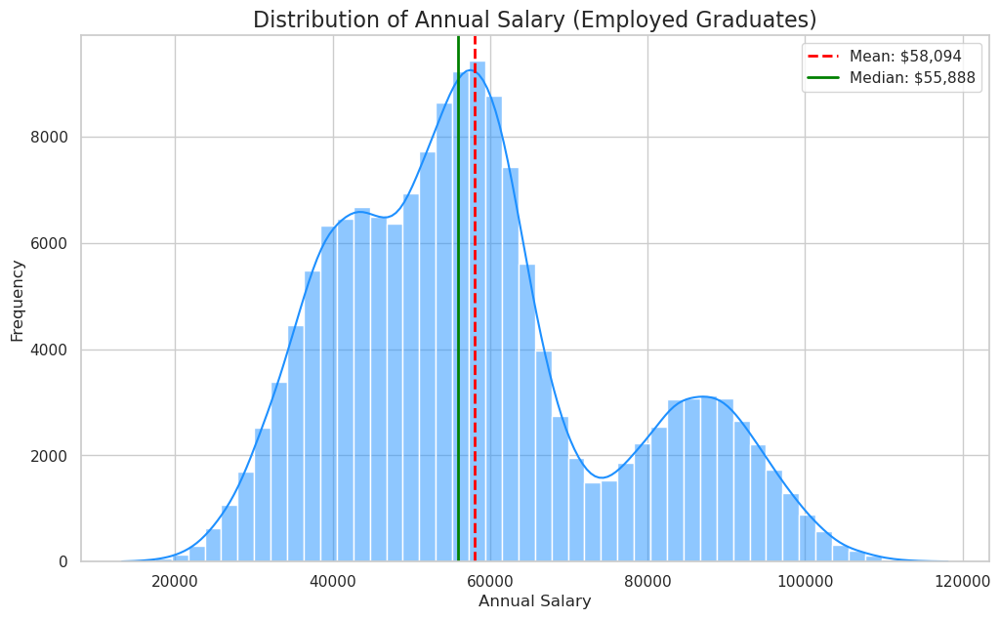 Distribution of Annual Salary (Employed Graduates)
Mean: $58,094
Median: $55,888
Frequency
8000
6000
4000
2000
0
20000 40000 60000 80000 100000 120000
Annual Salary